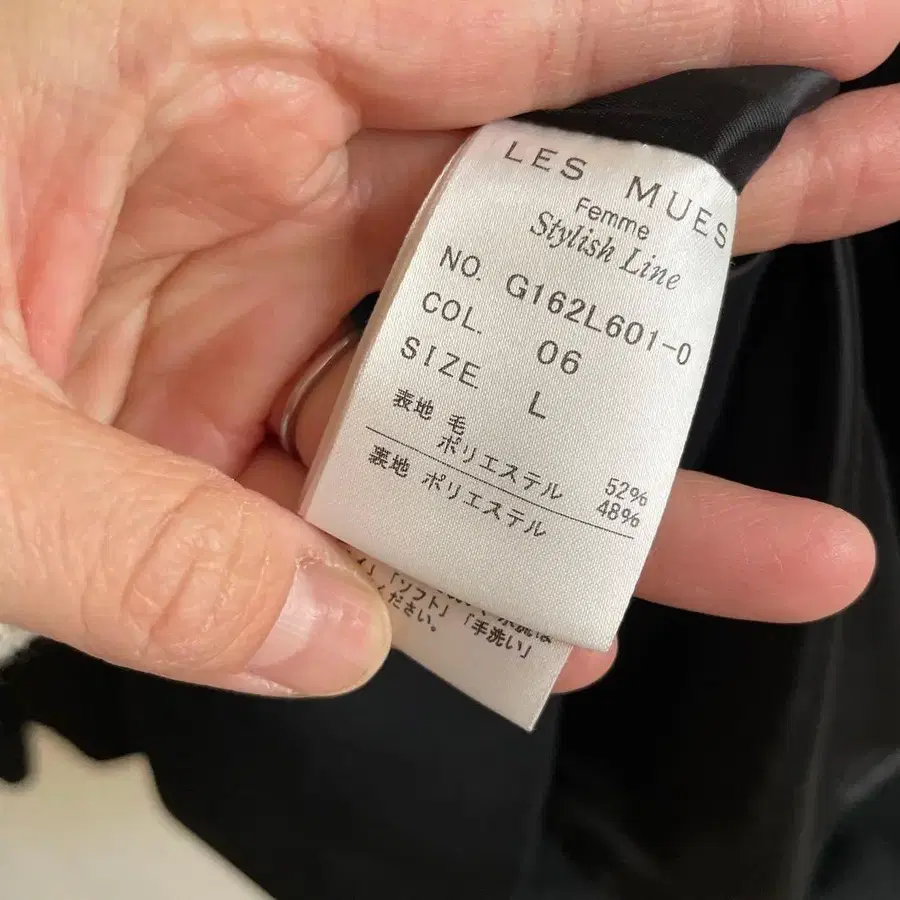 LES MUES
Femme
Stylish Line
NO. G162L601-0
COL. 06
SIZE L
表地 毛 52%
ポリエステル 48%
裏地 ポリエステル
「ソフト」「手洗い」
ください。